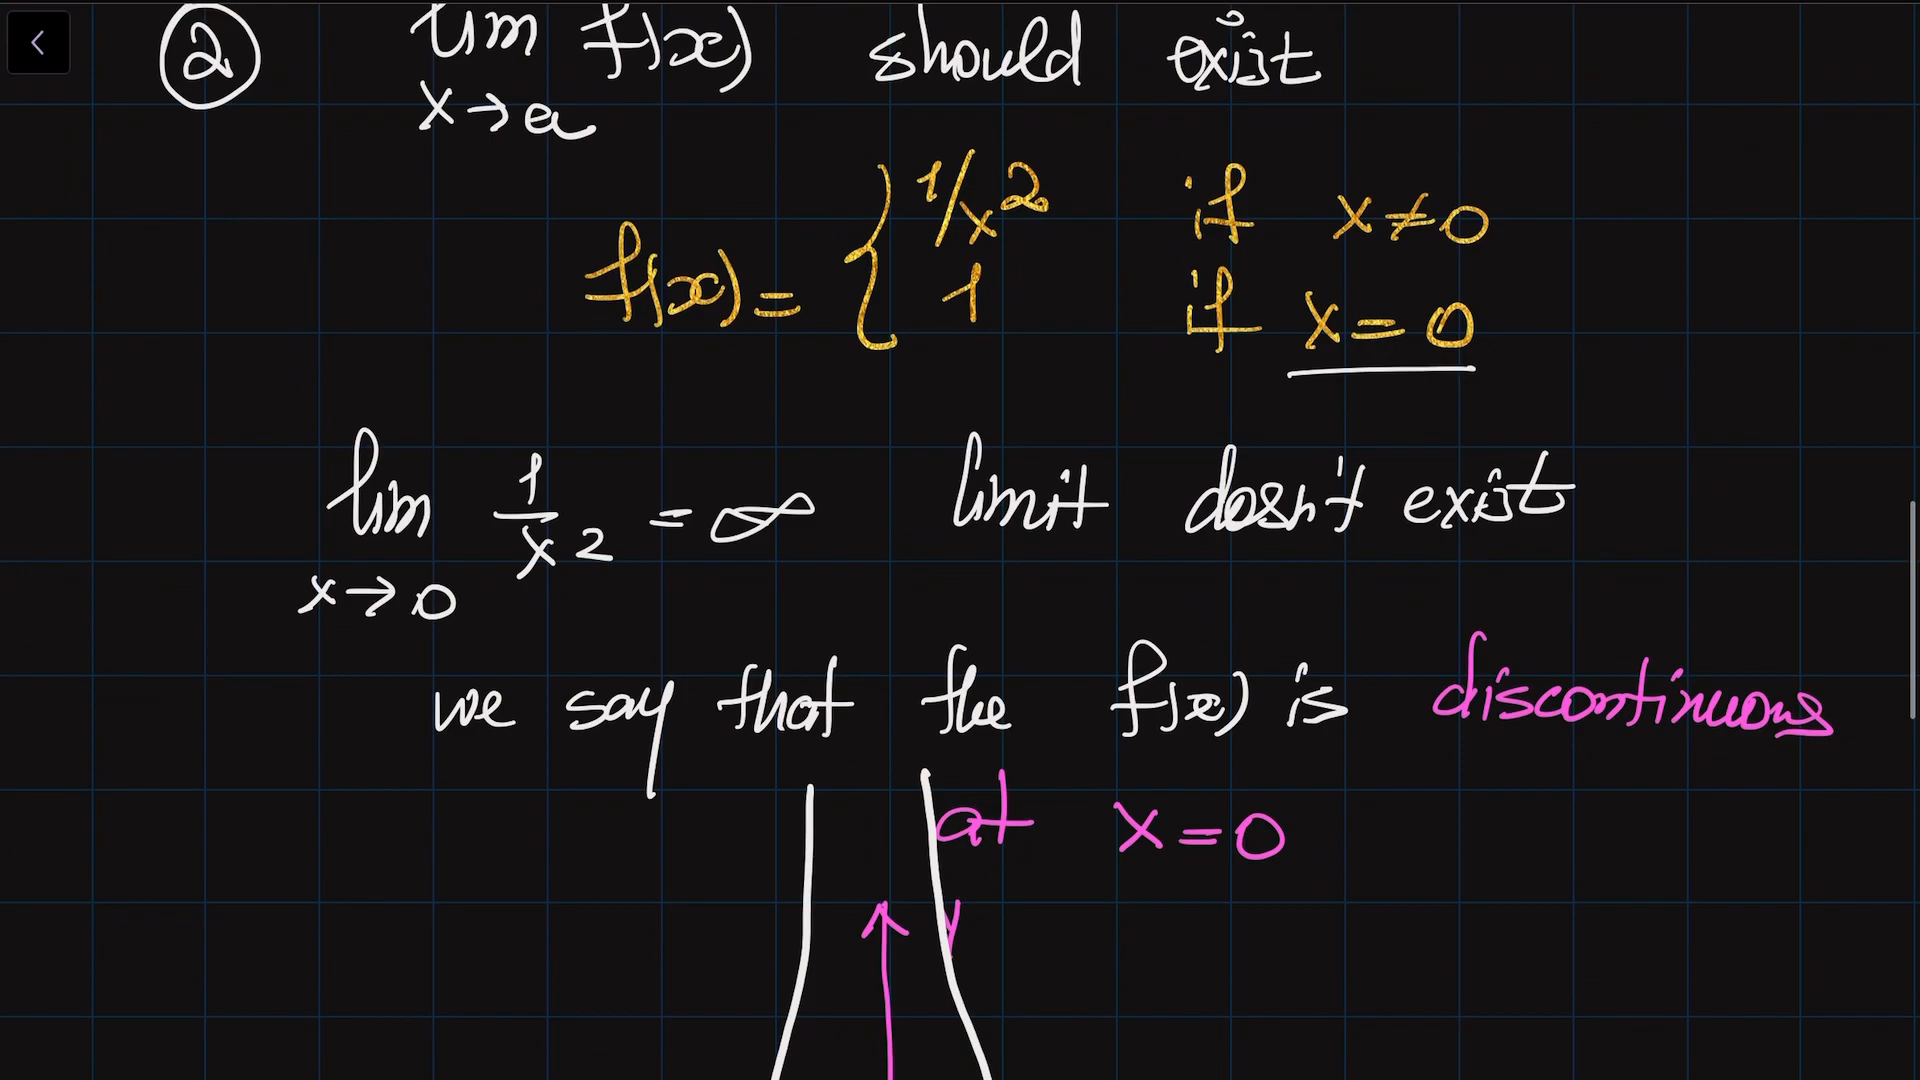 ② lim f(x) should exist
x→a
f(x) = { 1/x² if x≠0
1 if x=0
lim 1/x² = ∞ limit doesn't exist
x→0
we say that the f(x) is discontinuous
at x=0
y